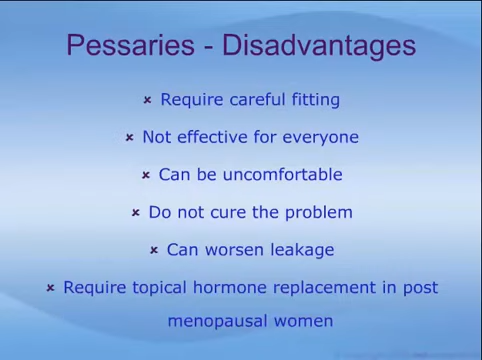 Pessaries - Disadvantages
× Require careful fitting
× Not effective for everyone
× Can be uncomfortable
× Do not cure the problem
× Can worsen leakage
× Require topical hormone replacement in post
menopausal women